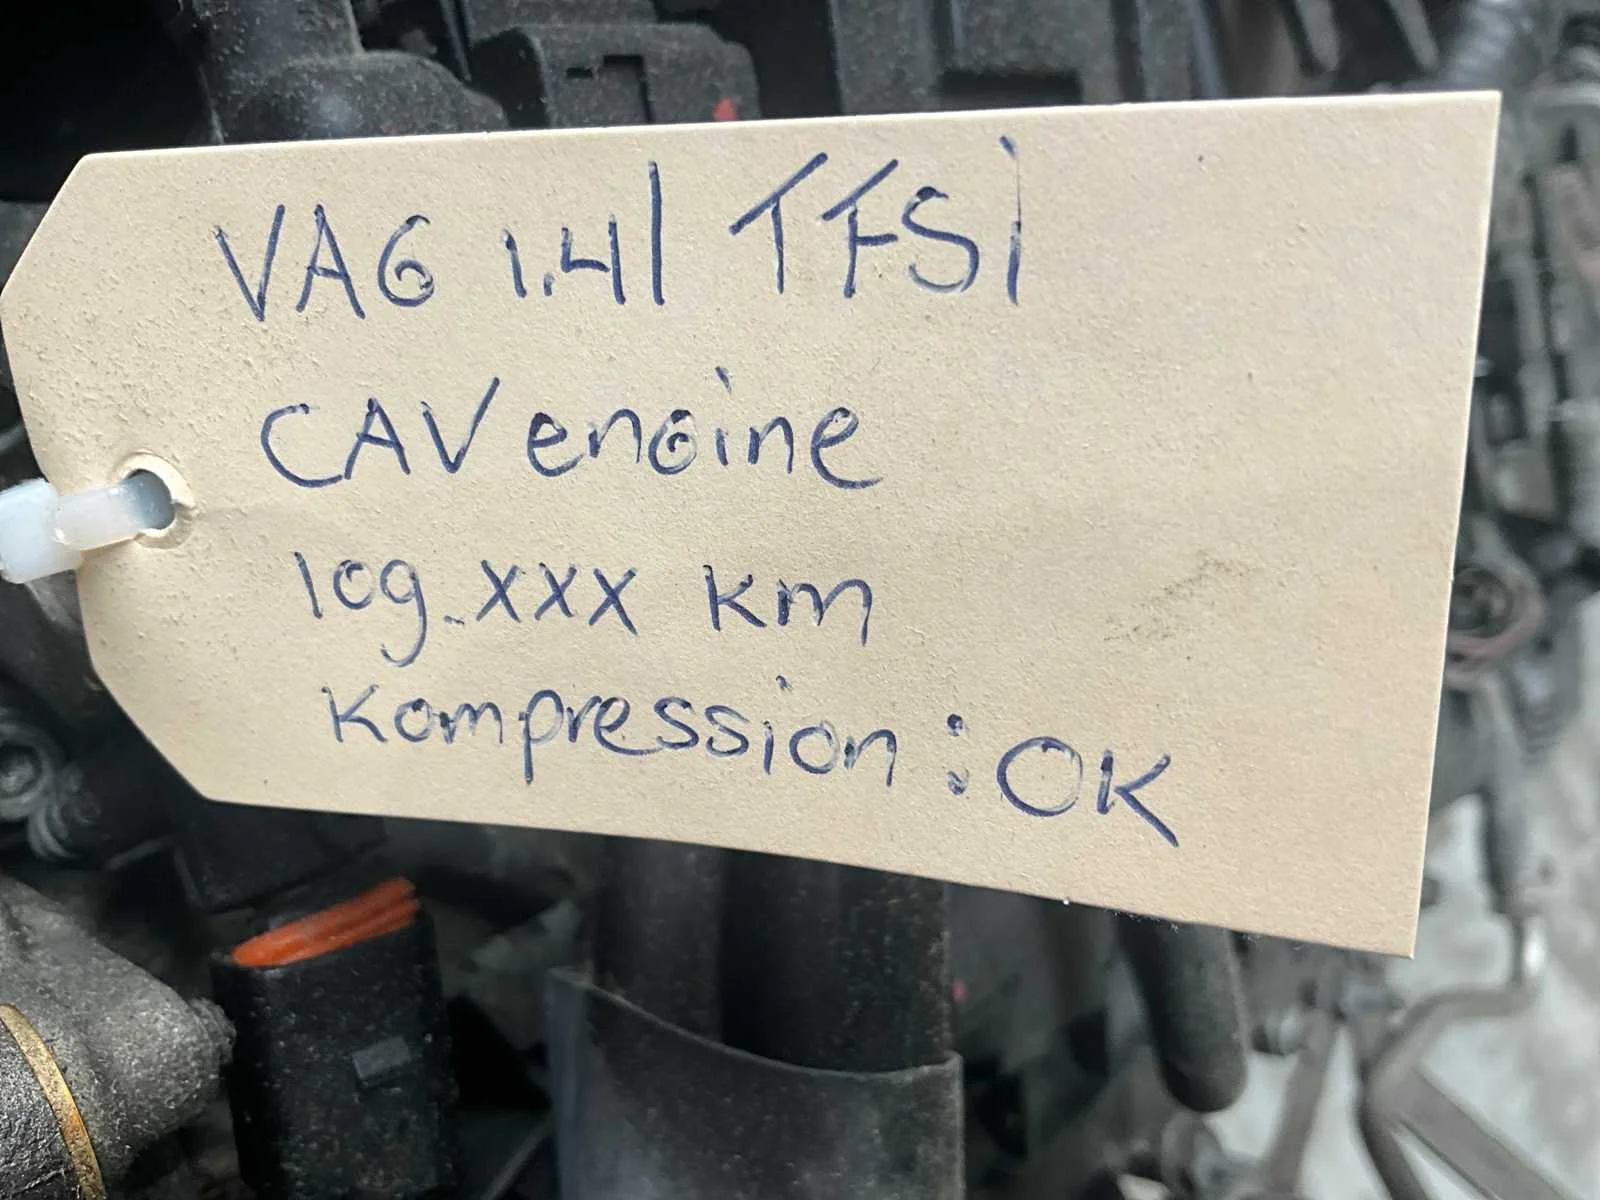 VAG 1.4l TFSi
CAV engine
109.xxx km
Kompression: OK